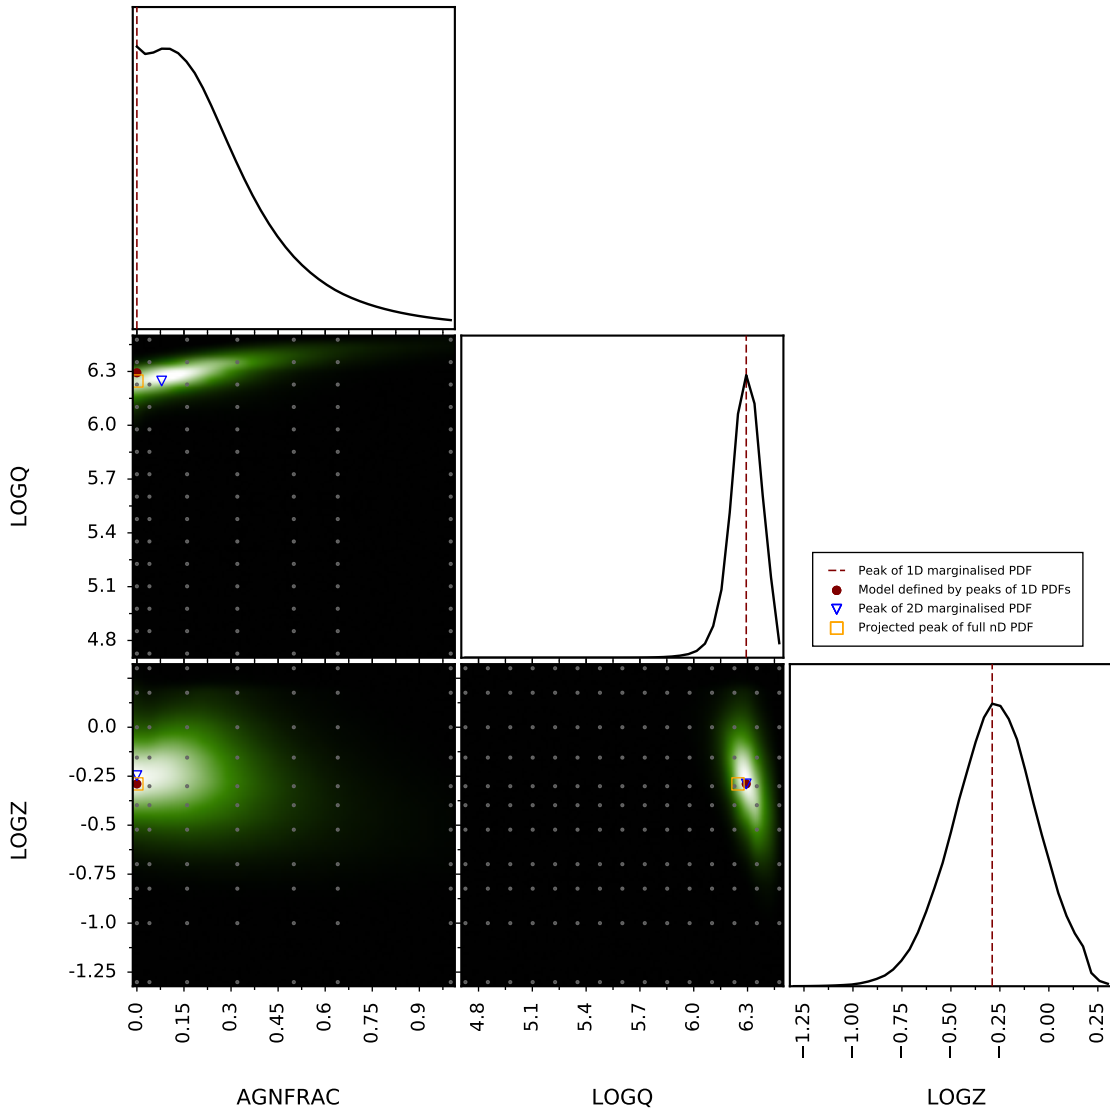 LOGQ
6.3
6.0
5.7
5.4
5.1
4.8
Peak of 1D marginalised PDF
Model defined by peaks of 1D PDFs
Peak of 2D marginalised PDF
Projected peak of full nD PDF
LOGZ
0.0
-0.25
-0.5
-0.75
-1.0
-1.25
0.0 0.15 0.3 0.45 0.6 0.75 0.9 4.8 5.1 5.4 5.7 6.0 6.3 −1.25 −1.00 −0.75 −0.50 −0.25 0.00 0.25
AGNFRAC LOGQ LOGZ